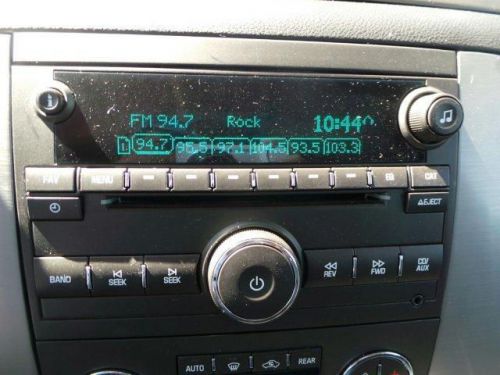 FM 94.7 Rock 10:44
1 94.7 95.5 97.1 104.5 93.5 103.3
FAV MENU EQ CAT
EJECT
BAND SEEK SEEK REV FWD CD/AUX
AUTO REAR